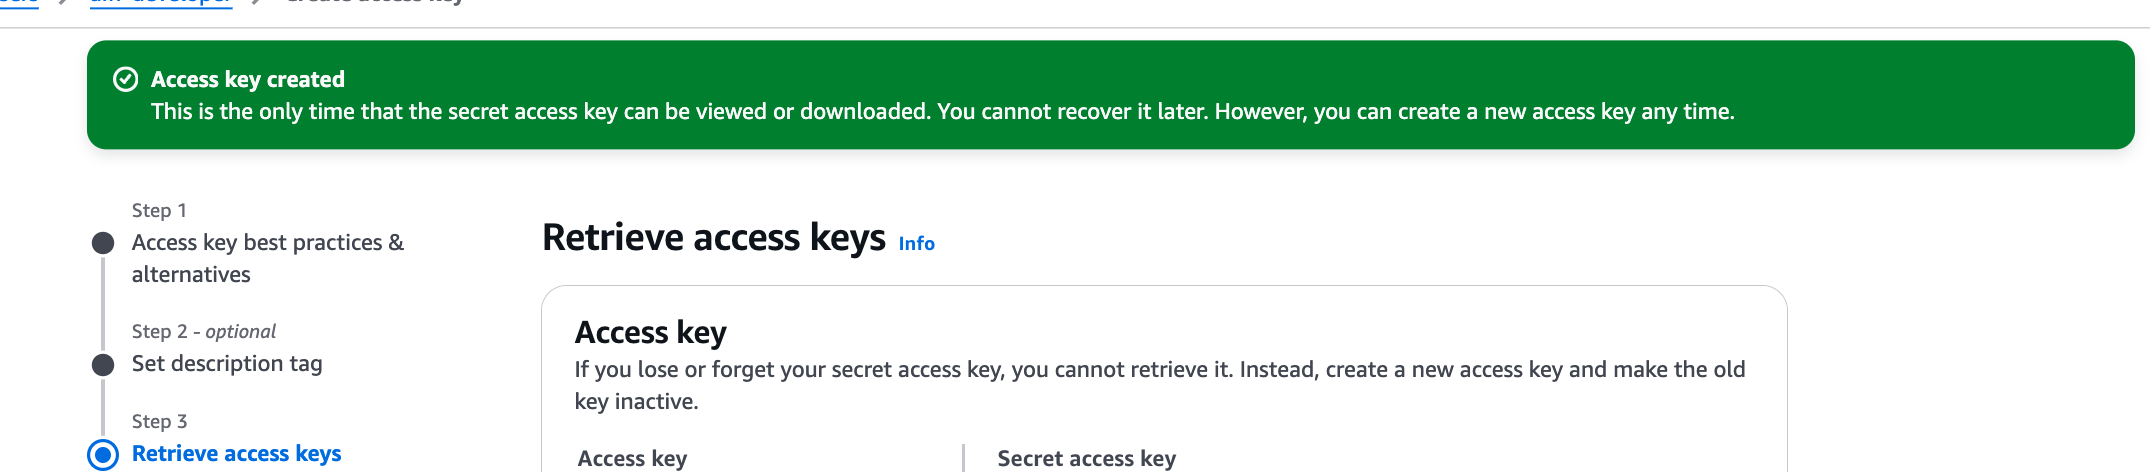 Access key created
This is the only time that the secret access key can be viewed or downloaded. You cannot recover it later. However, you can create a new access key any time.
Step 1
Access key best practices &
alternatives
Step 2 - optional
Set description tag
Step 3
Retrieve access keys
Retrieve access keys Info
Access key
If you lose or forget your secret access key, you cannot retrieve it. Instead, create a new access key and make the old
key inactive.
Access key
Secret access key